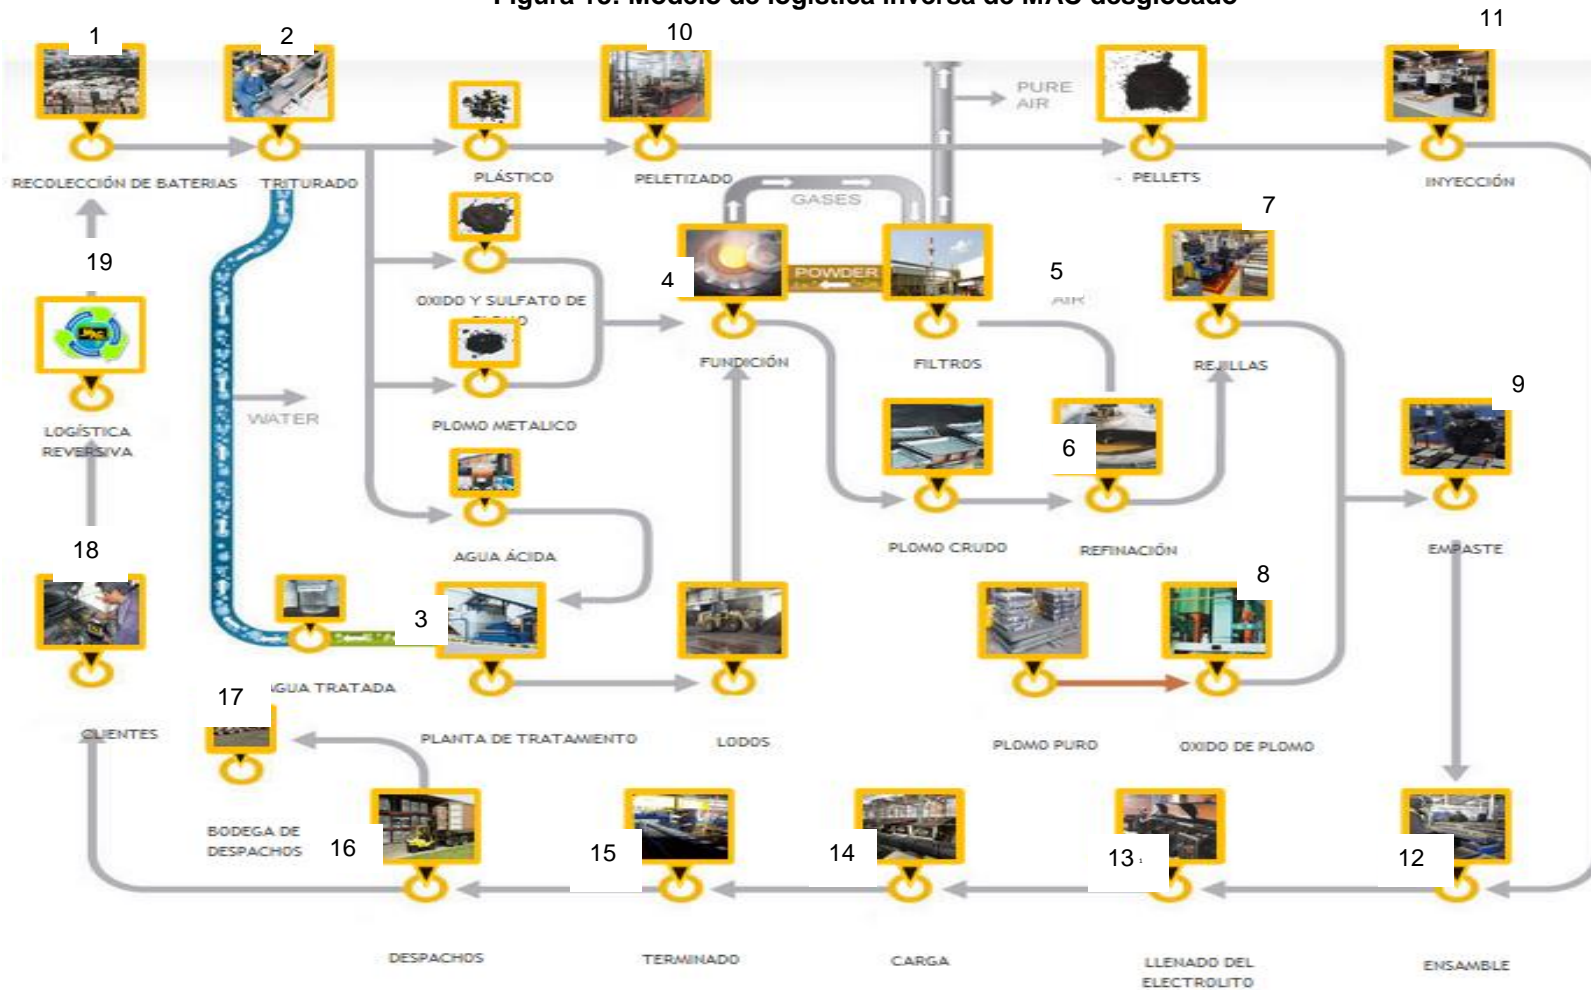 1
2
10
11
PURE
AIR
RECOLECCIÓN DE BATERIAS
TRITURADO
PLÁSTICO
PELETIZADO
- PELLETS
INYECCIÓN
GASES
7
19
4
POWDER
5
AIR
OXIDO Y SULFATO DE
FUNDICIÓN
FILTROS
REJILLAS
9
WATER
PLOMO METALICO
LOGÍSTICA
REVERSIVA
6
18
AGUA ÁCIDA
PLOMO CRUDO
REFINACIÓN
EMPASTE
8
3
AGUA TRATADA
17
CLIENTES
PLANTA DE TRATAMIENTO
LODOS
PLOMO PURO
OXIDO DE PLOMO
BODEGA DE
DESPACHOS
16
15
14
13
12
DESPACHOS
TERMINADO
CARGA
LLENADO DEL
ELECTROLITO
ENSAMBLE